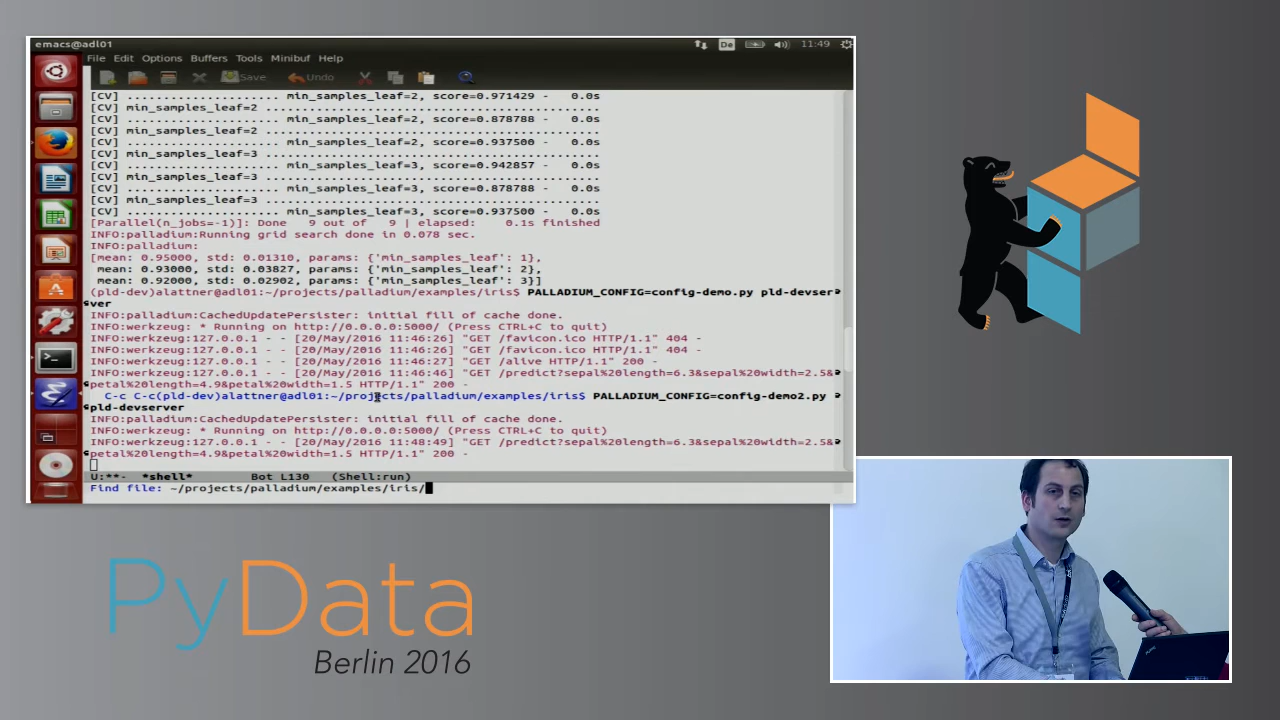 emacs@adl01
De
11:49
File Edit Options Buffers Tools Minibuf Help
Save
Undo
[CV] ..................... min_samples_leaf=2, score=0.971429 -   0.0s
[CV] min_samples_leaf=2 ..............................................
[CV] ..................... min_samples_leaf=2, score=0.878788 -   0.0s
[CV] min_samples_leaf=2 ..............................................
[CV] ..................... min_samples_leaf=2, score=0.937500 -   0.0s
[CV] min_samples_leaf=3 ..............................................
[CV] ..................... min_samples_leaf=3, score=0.942857 -   0.0s
[CV] min_samples_leaf=3 ..............................................
[CV] ..................... min_samples_leaf=3, score=0.878788 -   0.0s
[CV] min_samples_leaf=3 ..............................................
[CV] ..................... min_samples_leaf=3, score=0.937500 -   0.0s
[Parallel(n_jobs=-1)]: Done   9 out of   9 | elapsed:    0.1s finished
INFO:palladium:Running grid search done in 0.078 sec.
INFO:palladium:
[mean: 0.95000, std: 0.01310, params: {'min_samples_leaf': 1},
 mean: 0.93000, std: 0.03827, params: {'min_samples_leaf': 2},
 mean: 0.92000, std: 0.02902, params: {'min_samples_leaf': 3}]
(pld-dev)alattner@adl01:~/projects/palladium/examples/iris$ PALLADIUM_CONFIG=config-demo.py pld-devser
ver
INFO:palladium:CachedUpdatePersister: initial fill of cache done.
INFO:werkzeug: * Running on http://0.0.0.0:5000/ (Press CTRL+C to quit)
INFO:werkzeug:127.0.0.1 - - [20/May/2016 11:46:26] "GET /favicon.ico HTTP/1.1" 404 -
INFO:werkzeug:127.0.0.1 - - [20/May/2016 11:46:26] "GET /favicon.ico HTTP/1.1" 404 -
INFO:werkzeug:127.0.0.1 - - [20/May/2016 11:46:27] "GET /alive HTTP/1.1" 200 -
INFO:werkzeug:127.0.0.1 - - [20/May/2016 11:46:46] "GET /predict?sepal%20length=6.3&sepal%20width=2.5&
petal%20length=4.9&petal%20width=1.5 HTTP/1.1" 200 -
C-c C-c(pld-dev)alattner@adl01:~/projects/palladium/examples/iris$ PALLADIUM_CONFIG=config-demo2.py
pld-devserver
INFO:palladium:CachedUpdatePersister: initial fill of cache done.
INFO:werkzeug: * Running on http://0.0.0.0:5000/ (Press CTRL+C to quit)
INFO:werkzeug:127.0.0.1 - - [20/May/2016 11:48:49] "GET /predict?sepal%20length=6.3&sepal%20width=2.5&
petal%20length=4.9&petal%20width=1.5 HTTP/1.1" 200 -
U:**-  *shell*        Bot L130   (Shell:run)
Find file: ~/projects/palladium/examples/iris/
PyData
Berlin 2016